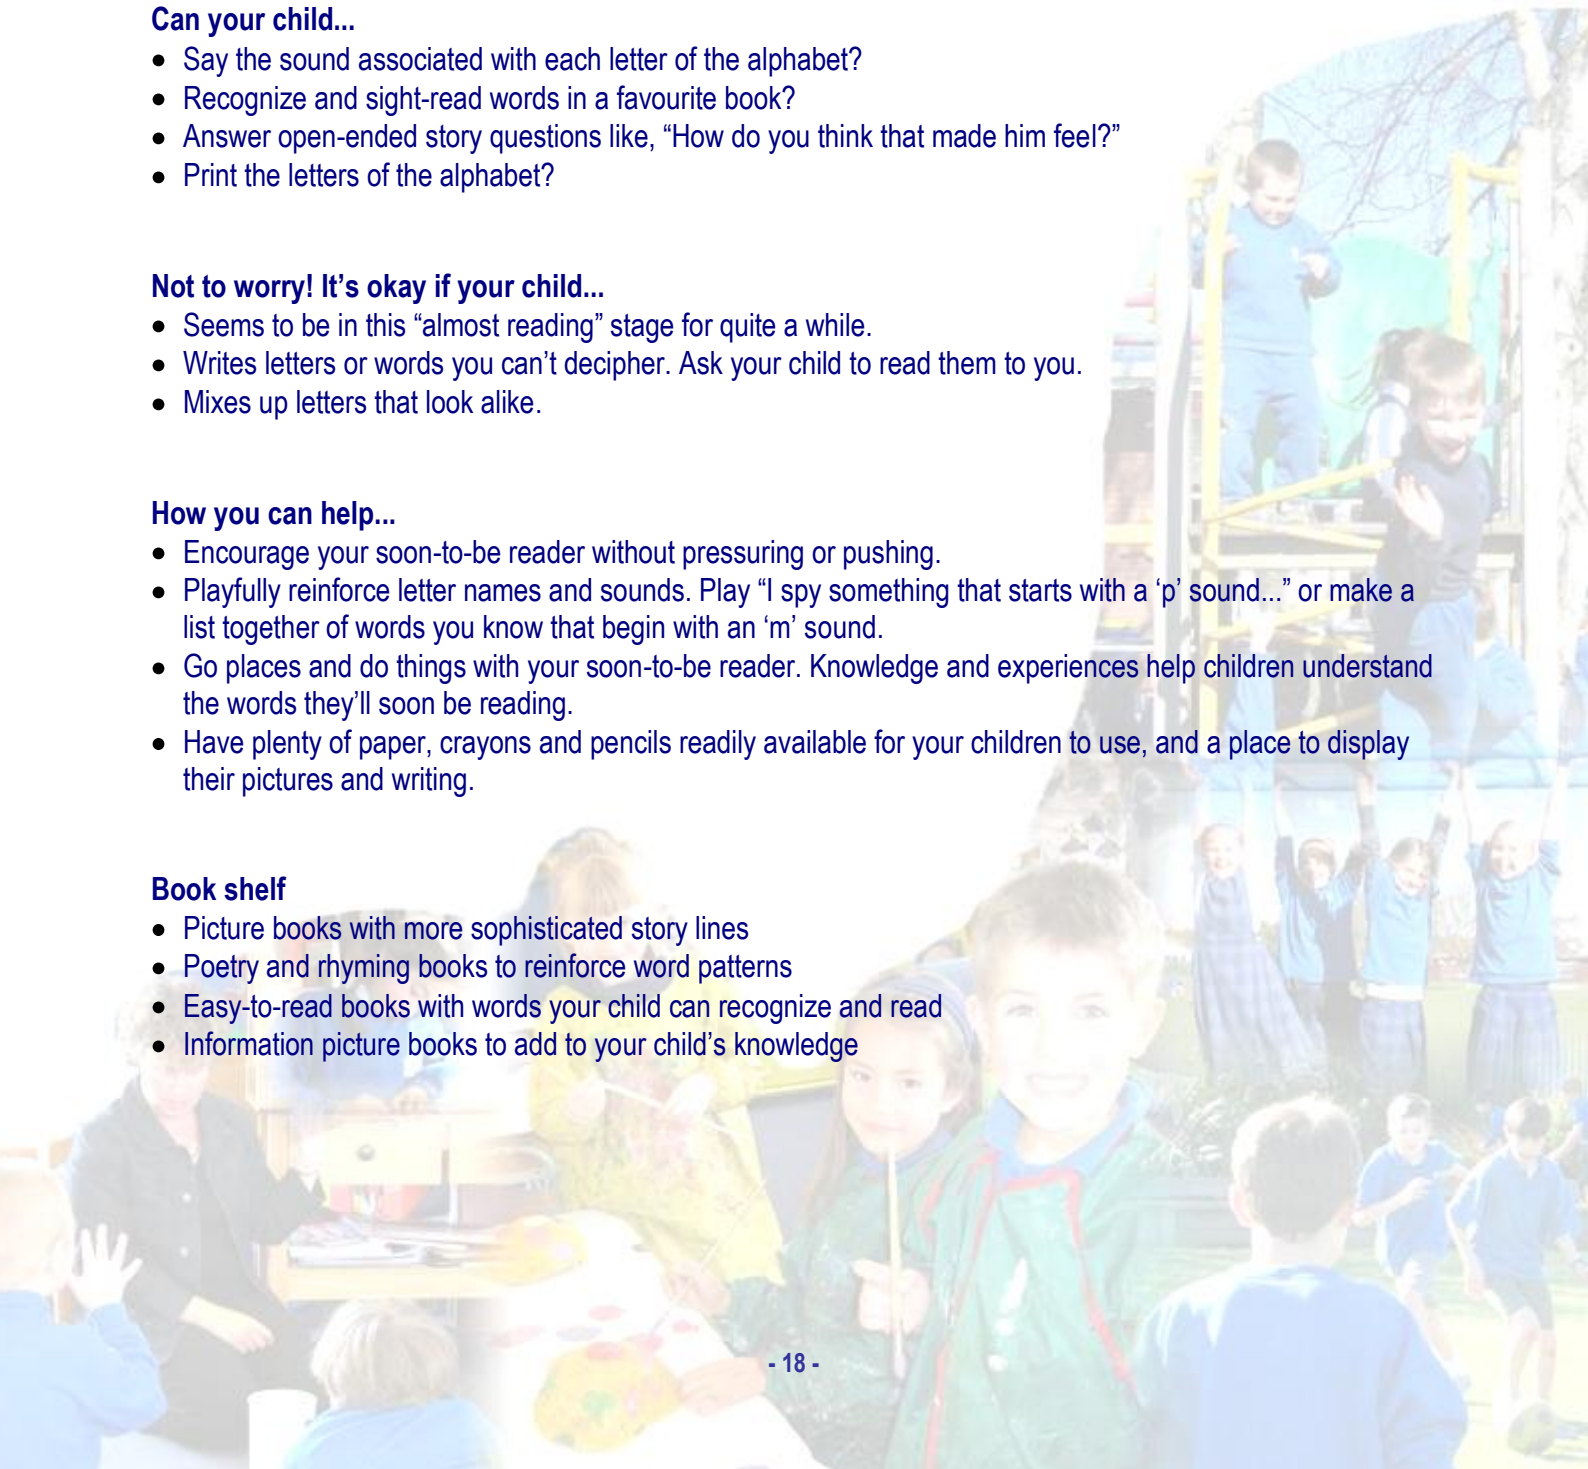 Can your child...
• Say the sound associated with each letter of the alphabet?
• Recognize and sight-read words in a favourite book?
• Answer open-ended story questions like, “How do you think that made him feel?”
• Print the letters of the alphabet?
Not to worry! It’s okay if your child...
• Seems to be in this “almost reading” stage for quite a while.
• Writes letters or words you can’t decipher. Ask your child to read them to you.
• Mixes up letters that look alike.
How you can help...
• Encourage your soon-to-be reader without pressuring or pushing.
• Playfully reinforce letter names and sounds. Play “I spy something that starts with a ‘p’ sound...” or make a
list together of words you know that begin with an ‘m’ sound.
• Go places and do things with your soon-to-be reader. Knowledge and experiences help children understand
the words they’ll soon be reading.
• Have plenty of paper, crayons and pencils readily available for your children to use, and a place to display
their pictures and writing.
Book shelf
• Picture books with more sophisticated story lines
• Poetry and rhyming books to reinforce word patterns
• Easy-to-read books with words your child can recognize and read
• Information picture books to add to your child’s knowledge
- 18 -